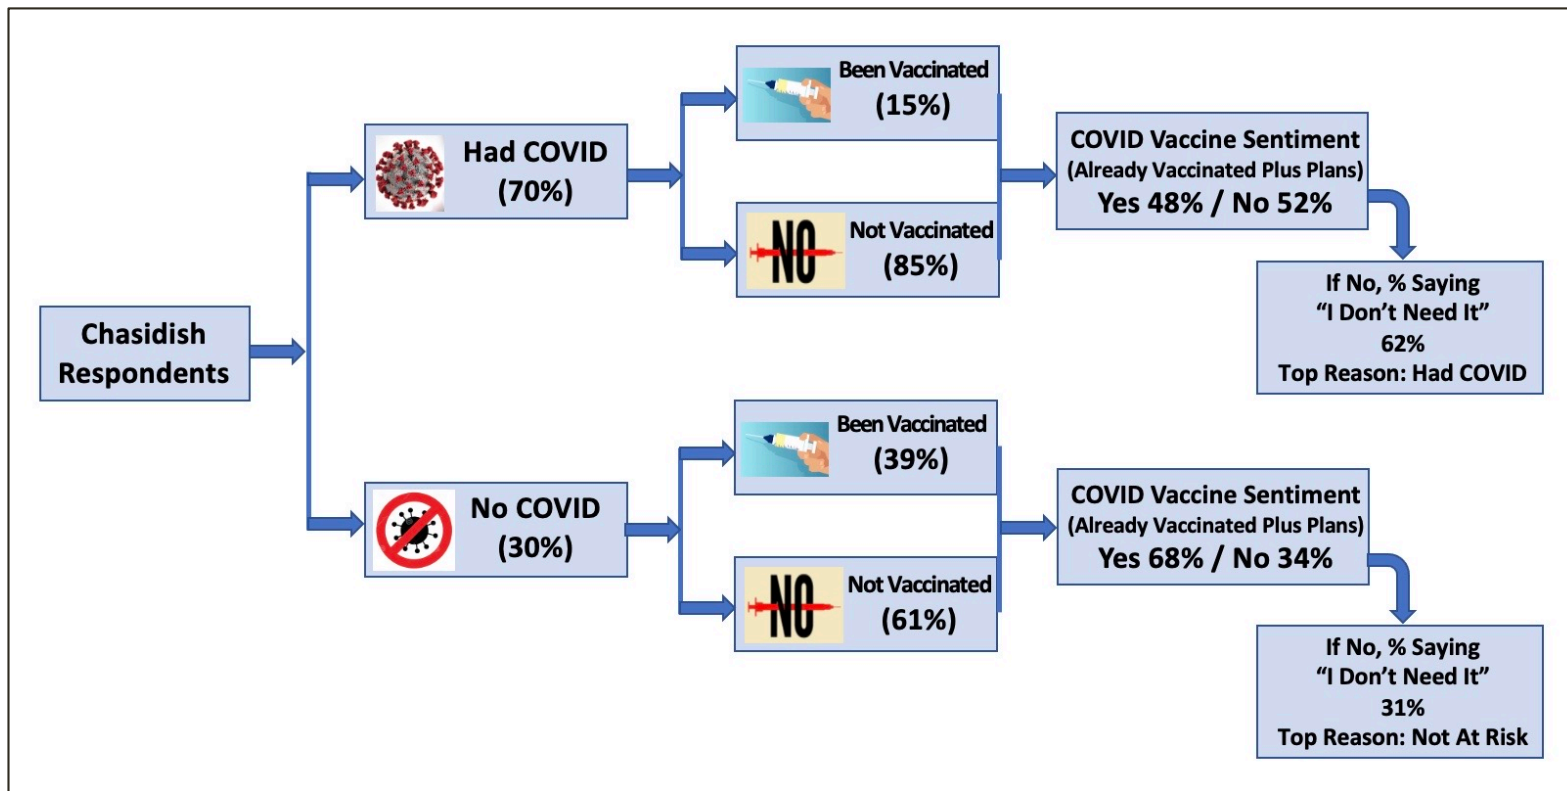 Chasidish
Respondents
Had COVID
(70%)
Been Vaccinated
(15%)
NO
Not Vaccinated
(85%)
COVID Vaccine Sentiment
(Already Vaccinated Plus Plans)
Yes 48% / No 52%
If No, % Saying
“I Don’t Need It”
62%
Top Reason: Had COVID
No COVID
(30%)
Been Vaccinated
(39%)
NO
Not Vaccinated
(61%)
COVID Vaccine Sentiment
(Already Vaccinated Plus Plans)
Yes 68% / No 34%
If No, % Saying
“I Don’t Need It”
31%
Top Reason: Not At Risk